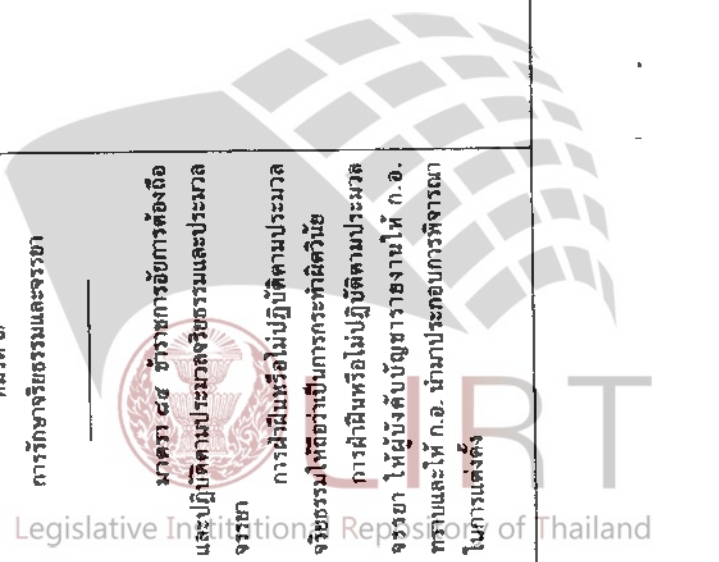 การรักษาจริยธรรมและจรรยา
มาตรา ๘๔ ข้าราชการอัยการต้องถือ
และปฏิบัติตามประมวลจริยธรรมและประมวล
จรรยา
การฝ่าฝืนหรือไม่ปฏิบัติตามประมวล
จริยธรรมให้ถือว่าเป็นการกระทำผิดวินัย
การฝ่าฝืนหรือไม่ปฏิบัติตามประมวล
จรรยา ให้ผู้บังคับบัญชารายงานให้ ก.อ.
ทราบและให้ ก.อ. นำมาประกอบการพิจารณา
ในการแต่งตั้ง
LIRT
Legislative Institutional Repository of Thailand